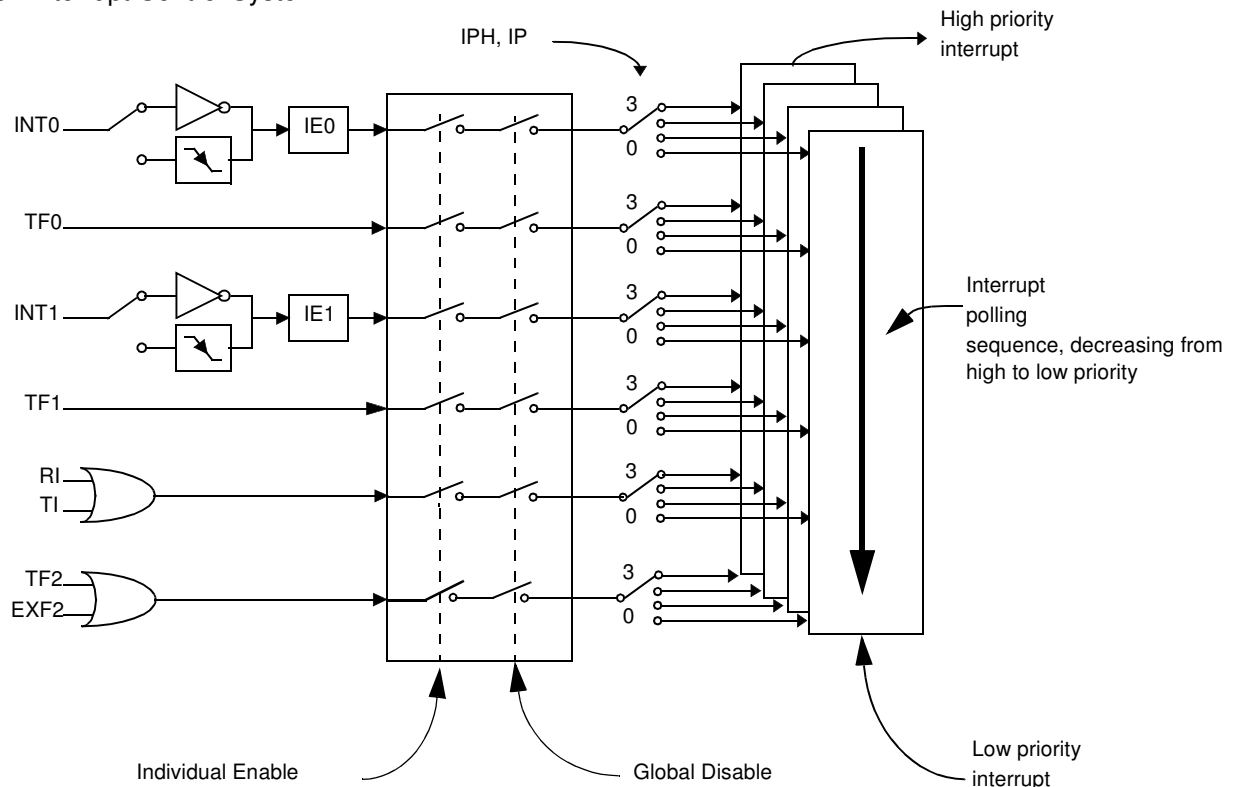 High priority
interrupt
IPH, IP
INT0
IE0
3
0
TF0
3
0
INT1
IE1
3
0
Interrupt
polling
sequence, decreasing from
high to low priority
TF1
3
0
RI
TI
3
0
TF2
EXF2
3
0
Individual Enable
Global Disable
Low priority
interrupt